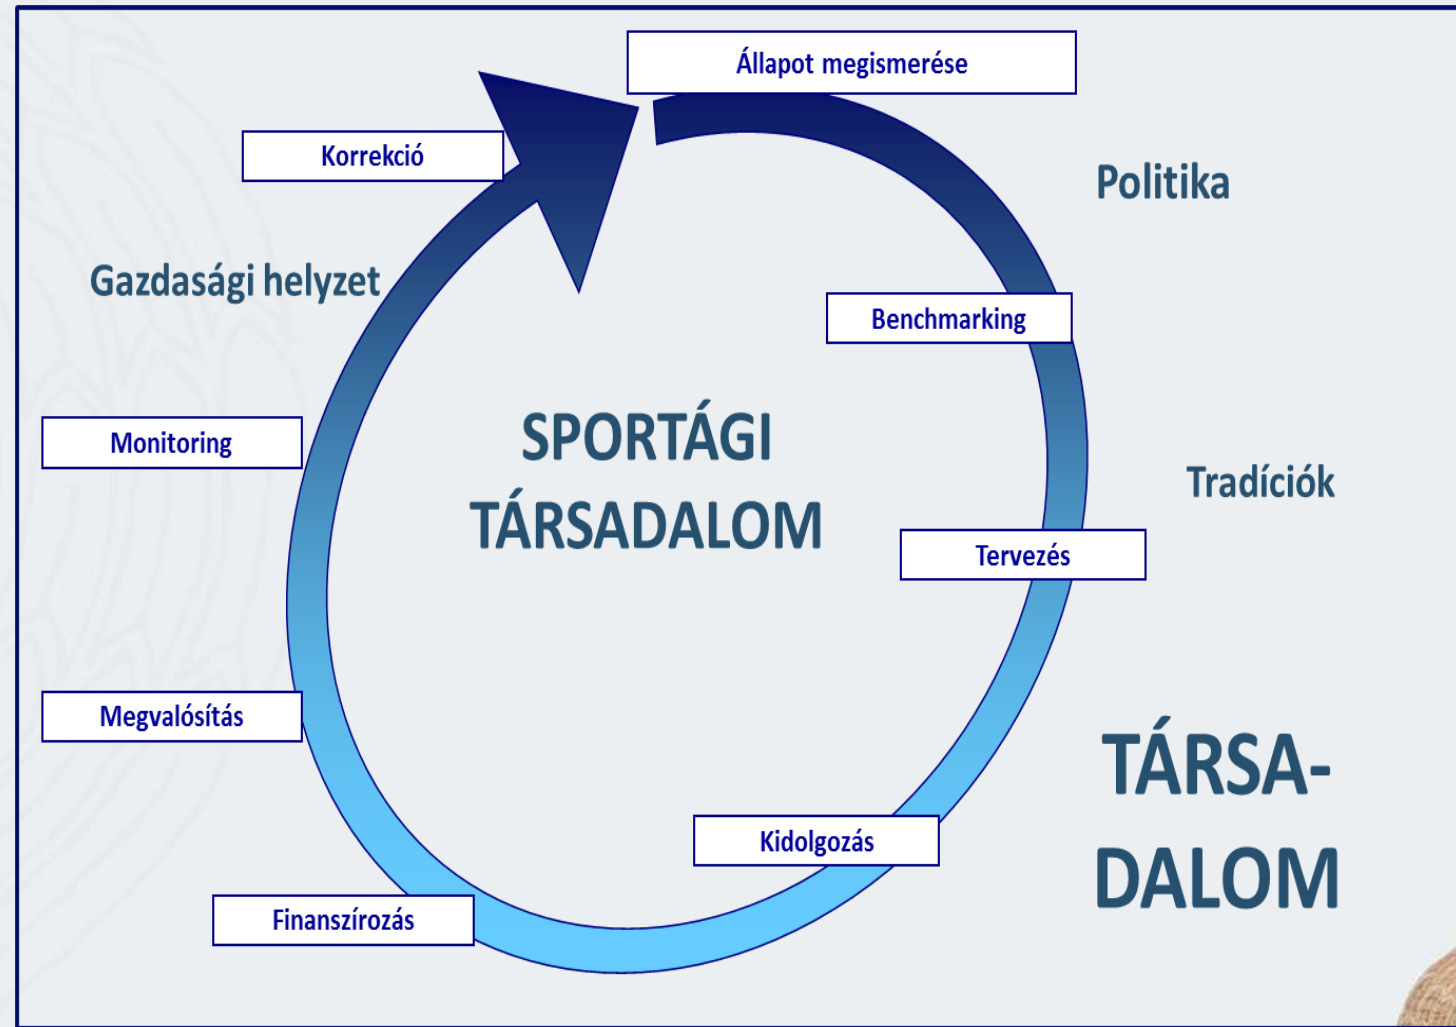 Állapot megismerése
Korrekció
Politika
Gazdasági helyzet
Benchmarking
SPORTÁGI
TÁRSADALOM
Monitoring
Tradíciók
Tervezés
Megvalósítás
TÁRSA-
DALOM
Kidolgozás
Finanszírozás